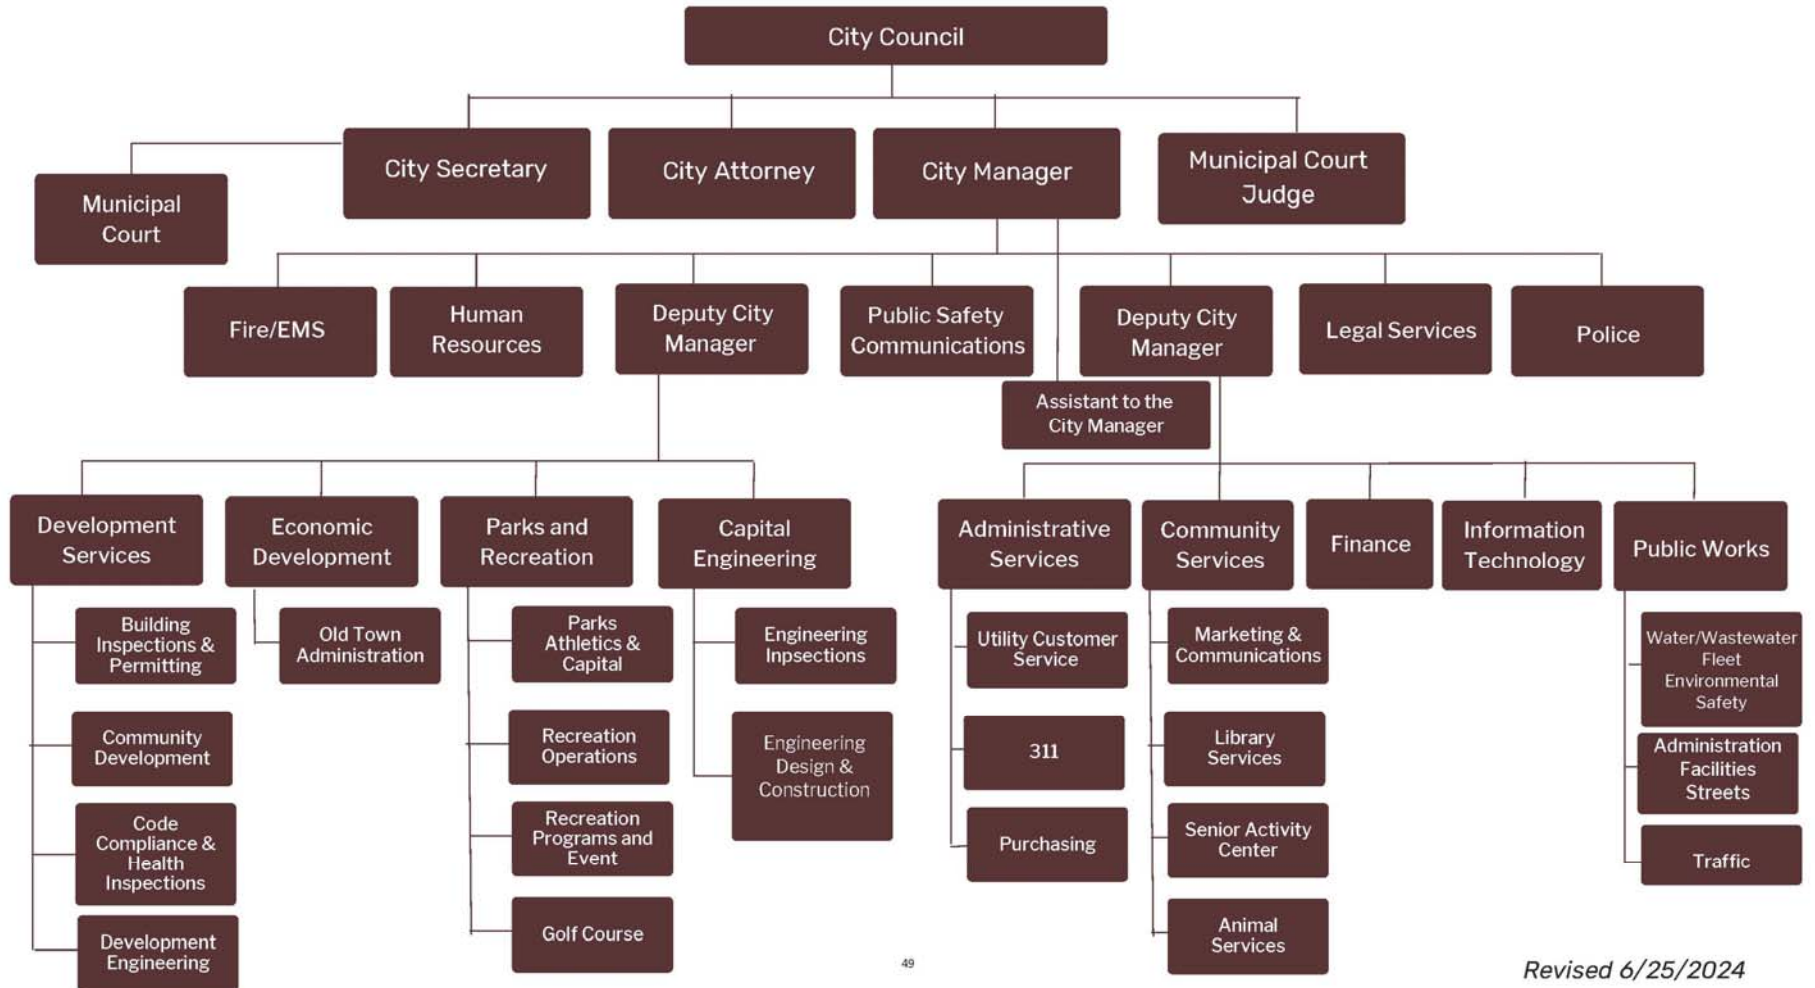 City Council
City Secretary
City Attorney
City Manager
Municipal Court
Judge
Municipal
Court
Fire/EMS
Human
Resources
Deputy City
Manager
Public Safety
Communications
Deputy City
Manager
Legal Services
Police
Assistant to the
City Manager
Development
Services
Economic
Development
Parks and
Recreation
Capital
Engineering
Administrative
Services
Community
Services
Finance
Information
Technology
Public Works
Building
Inspections &
Permitting
Community
Development
Code
Compliance &
Health
Inspections
Development
Engineering
Old Town
Administration
Parks
Athletics &
Capital
Recreation
Operations
Recreation
Programs and
Event
Golf Course
Engineering
Inpsections
Engineering
Design &
Construction
Utility Customer
Service
311
Purchasing
Marketing &
Communications
Library
Services
Senior Activity
Center
Animal
Services
Water/Wastewater
Fleet
Environmental
Safety
Administration
Facilities
Streets
Traffic
49
Revised 6/25/2024